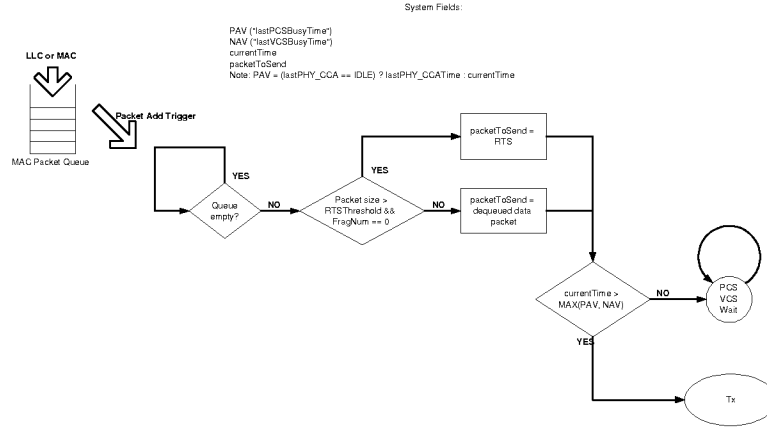 System Fields:
PAV ("lastPCSBusyTime")
NAV ("lastVCSBusyTime")
currentTime
packetToSend
Note: PAV = (lastPHY_CCA == IDLE) ? lastPHY_CCATime : currentTime
LLC or MAC
Packet Add Trigger
MAC Packet Queue
packetToSend =
RTS
YES
YES
Queue
empty?
NO
Packet size >
RTSThreshold &&
FragNum == 0
NO
packetToSend =
dequeued data
packet
currentTime >
MAX(PAV, NAV)
NO
PCS
VCS
Wait
YES
Tx